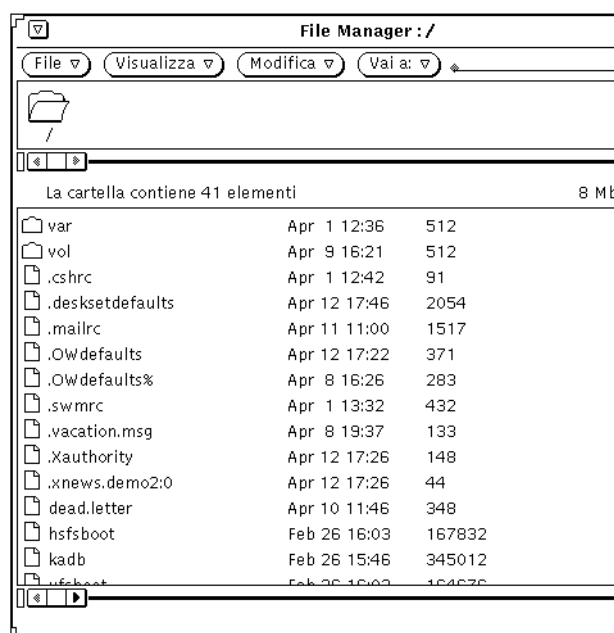 File Manager : /
File Visualizza Modifica Vai a:
/
La cartella contiene 41 elementi 8 Mb
var Apr 1 12:36 512
vol Apr 9 16:21 512
.cshrc Apr 1 12:42 91
.desksetdefaults Apr 12 17:46 2054
.mailrc Apr 11 11:00 1517
.OWdefaults Apr 12 17:22 371
.OWdefaults% Apr 8 16:26 283
.swmrc Apr 1 13:32 432
.vacation.msg Apr 8 19:37 133
.Xauthority Apr 12 17:26 148
.xnews.demo2:0 Apr 12 17:26 44
dead.letter Apr 10 11:46 348
hsfsboot Feb 26 16:03 167832
kadb Feb 26 15:46 345012